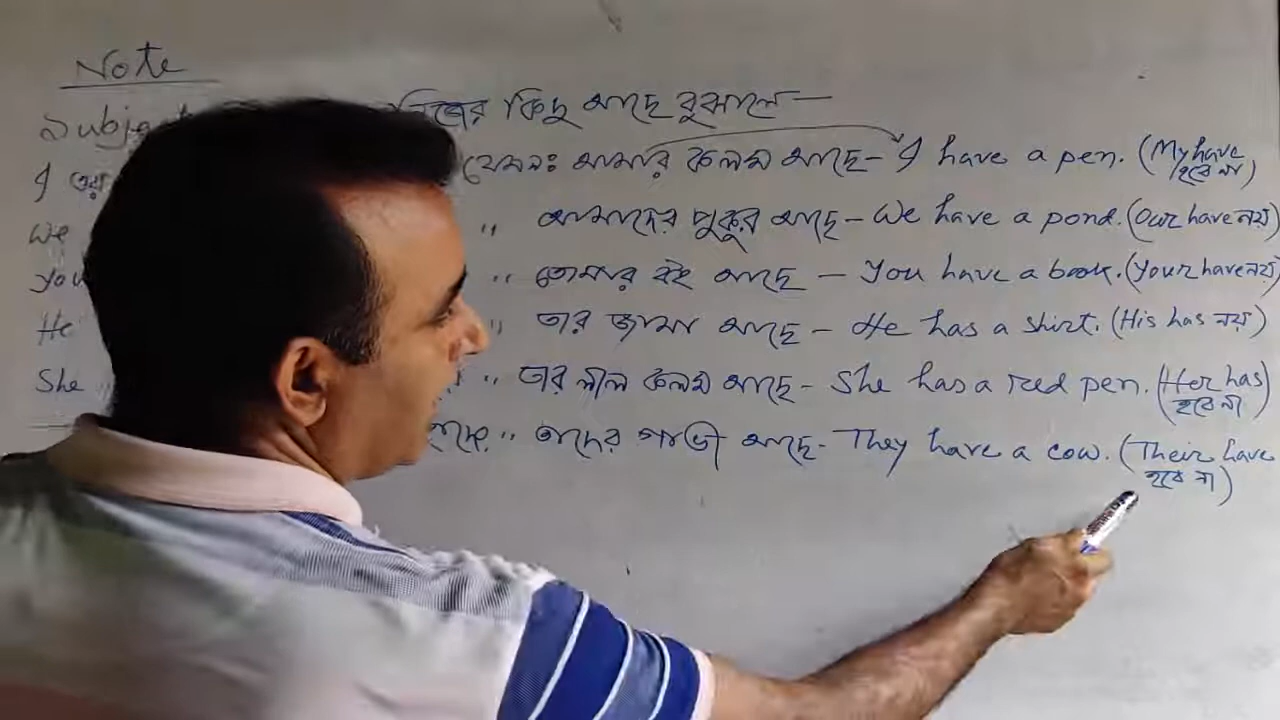 Note
Subject নিজের কিছু আছে বুঝালে—
I এর যেমনঃ আমার কলম আছে- I have a pen. (My have হবে না)
We " আমাদের পুকুর আছে- We have a pond. (Our have নয়)
You " তোমার বই আছে - You have a book. (Your have নয়)
He " তার জামা আছে - He has a shirt. (His has নয়)
She " " তার লাল কলম আছে- She has a red pen. (Her has হবে না)
" তাদের গাভী আছে- They have a cow. (Their have হবে না)